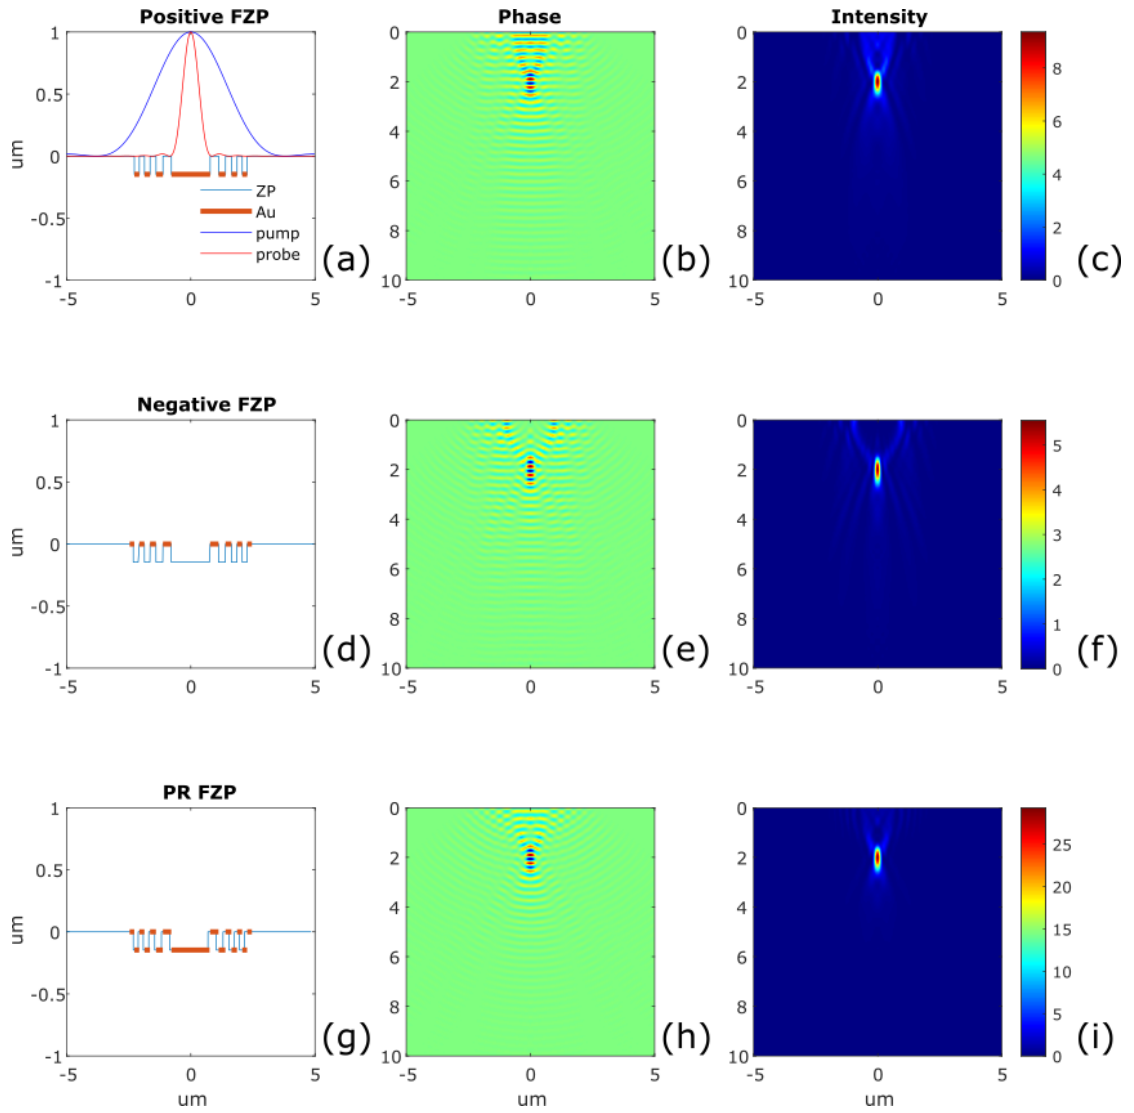 Positive FZP Phase Intensity
1 0 0 8
0.5 2 2 6
um 0 4 4 4
ZP
Au
pump
probe
-0.5 6 6 2
8 8
-1 10 10 0
(a) (b) (c)
-5 0 5 -5 0 5 -5 0 5
Negative FZP
1 0 0 5
0.5 2 2 4
um 0 4 4 3
-0.5 6 6 2
8 8 1
-1 10 10 0
(d) (e) (f)
-5 0 5 -5 0 5 -5 0 5
PR FZP
1 0 0 25
0.5 2 2 20
um 0 4 4 15
-0.5 6 6 10
8 8 5
-1 10 10 0
(g) (h) (i)
-5 0 5 -5 0 5 -5 0 5
um um um